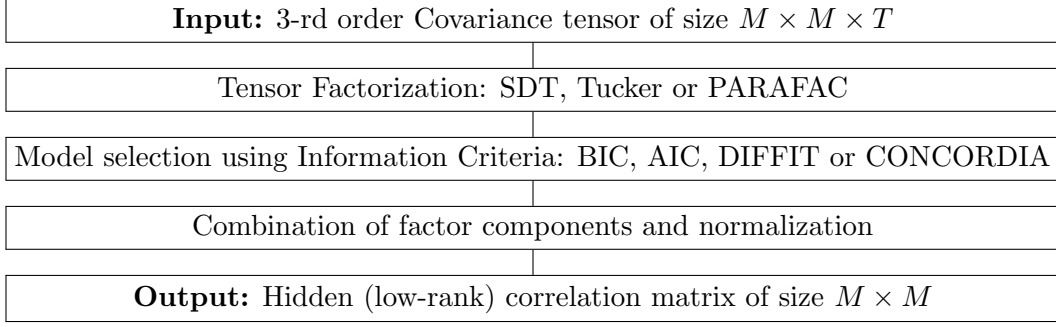 Input: 3-rd order Covariance tensor of size M × M × T
Tensor Factorization: SDT, Tucker or PARAFAC
Model selection using Information Criteria: BIC, AIC, DIFFIT or CONCORDIA
Combination of factor components and normalization
Output: Hidden (low-rank) correlation matrix of size M × M